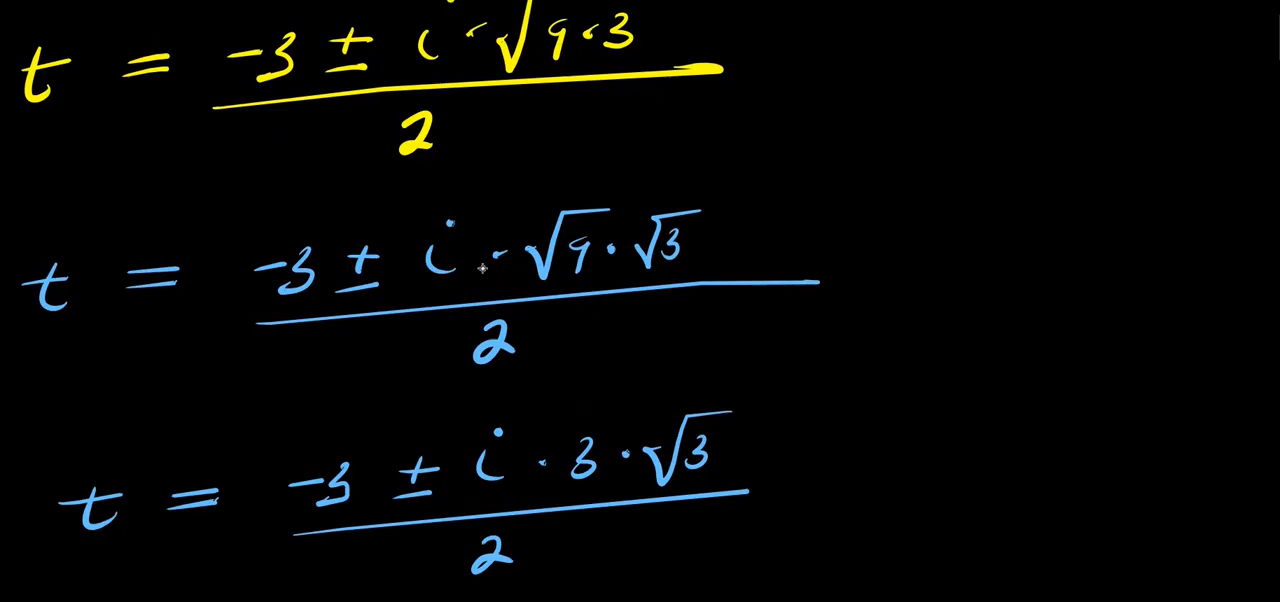 t = (-3 ± i · √(9·3)) / 2
t = (-3 ± i · √9 · √3) / 2
t = (-3 ± i · 3 · √3) / 2